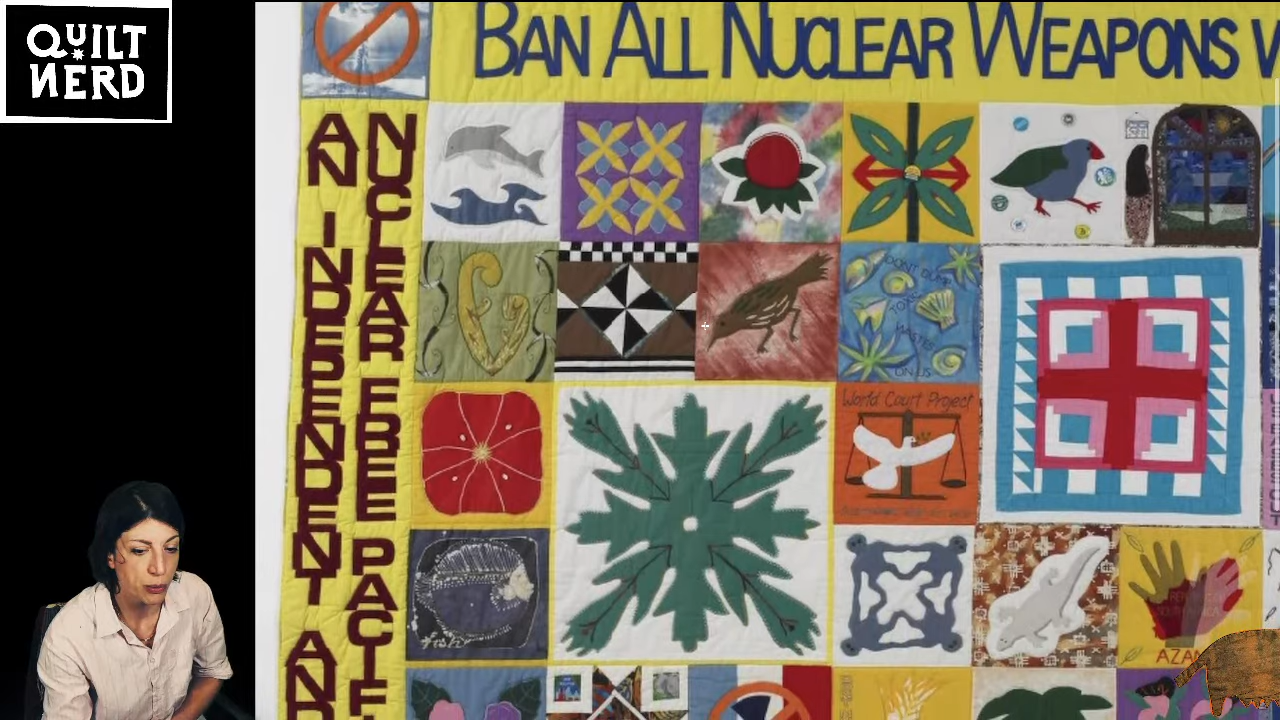 QUILT
NERD
BAN ALL NUCLEAR WEAPONS
AN INDEPENDENT AND
NUCLEAR FREE PACIFI
DON'T DUMP
TOXIC
WASTES
ON US
World Court Project
fish
AZAN